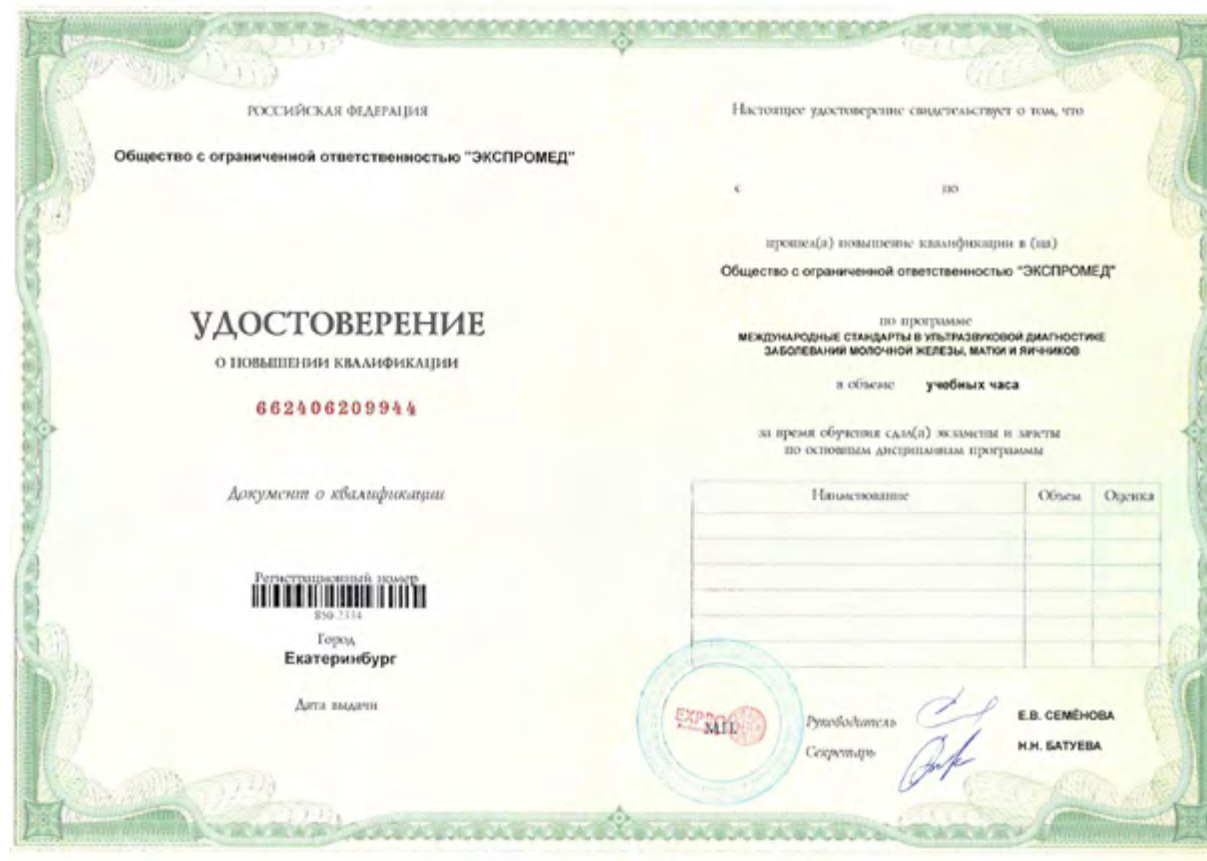 РОССИЙСКАЯ ФЕДЕРАЦИЯ
Общество с ограниченной ответственностью "ЭКСПРОМЕД"
УДОСТОВЕРЕНИЕ
О ПОВЫШЕНИИ КВАЛИФИКАЦИИ
662406209944
Документ о квалификации
Регистрационный номер
850-2334
Город
Екатеринбург
Дата выдачи
Настоящее удостоверение свидетельствует о том, что
с по
прошел(а) повышение квалификации в (на)
Общество с ограниченной ответственностью "ЭКСПРОМЕД"
по программе
МЕЖДУНАРОДНЫЕ СТАНДАРТЫ В УЛЬТРАЗВУКОВОЙ ДИАГНОСТИКЕ
ЗАБОЛЕВАНИЙ МОЛОЧНОЙ ЖЕЛЕЗЫ, МАТКИ И ЯИЧНИКОВ
в объеме учебных часа
за время обучения сдал(а) экзамены и зачеты
по основным дисциплинам программы
Наименование Объем Оценка
М.П.
Руководитель Е.В. СЕМЁНОВА
Секретарь Н.Н. БАТУЕВА